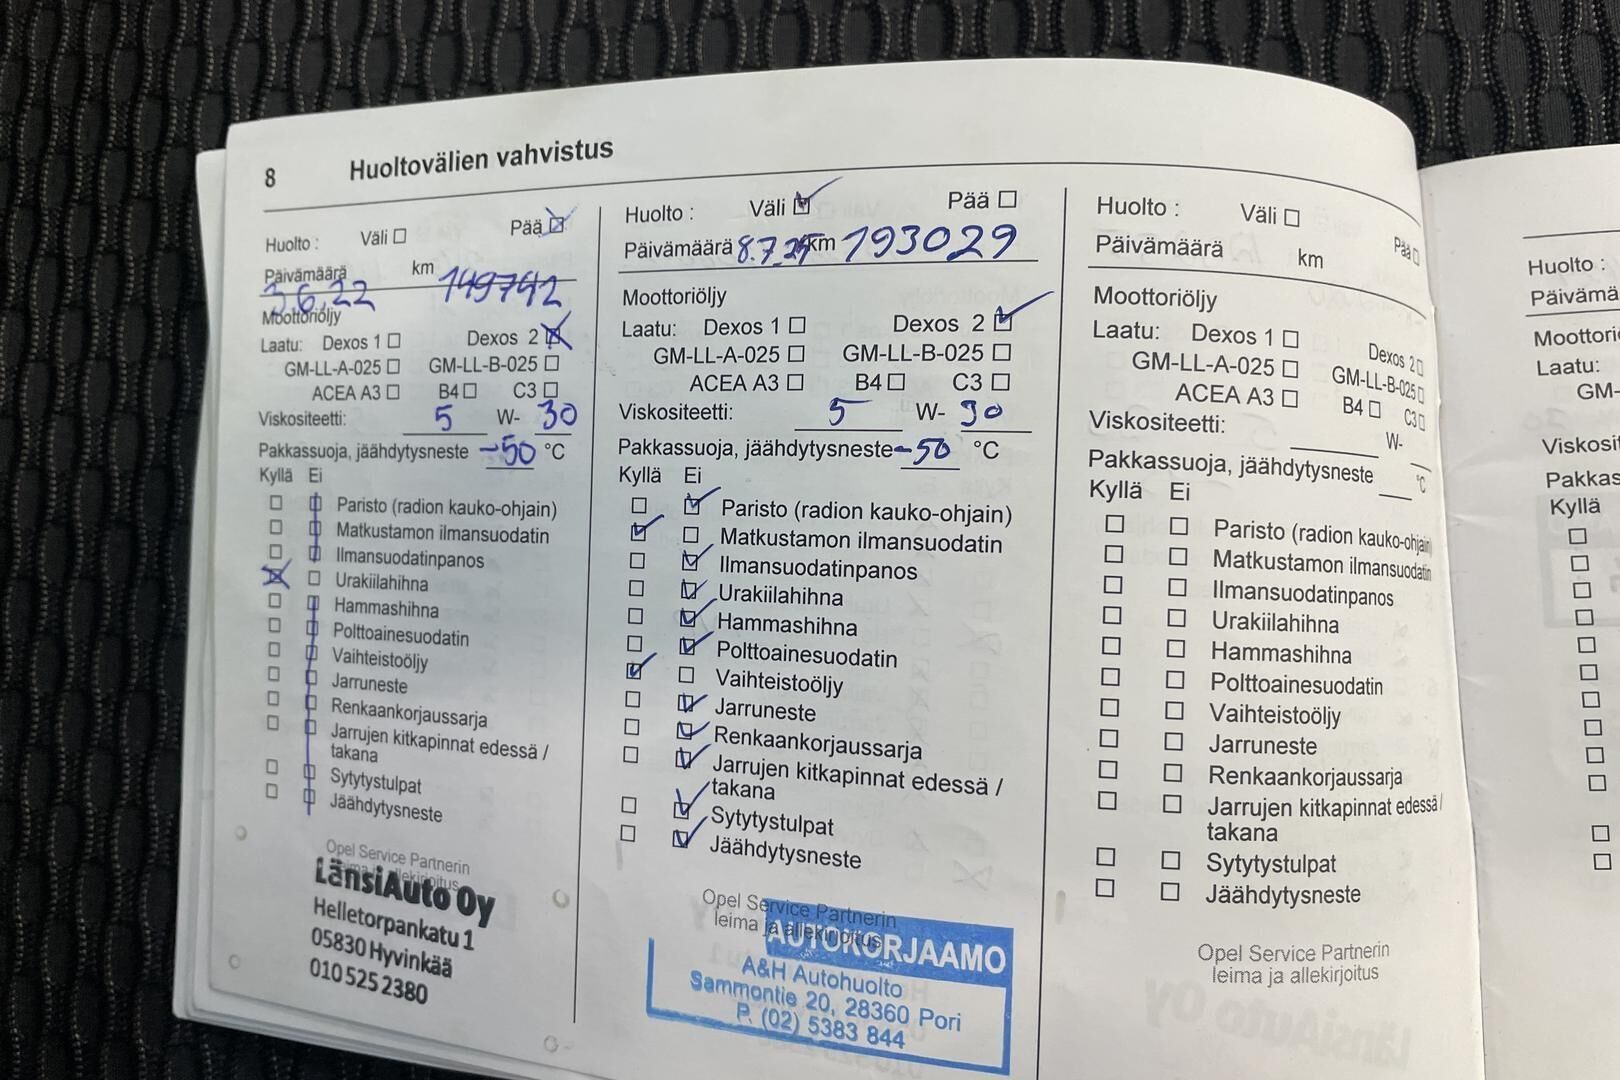 8 Huoltovälien vahvistus
Huolto : Väli Pää
Päivämäärä km
3.6.22 149742
Moottoriöljy
Laatu: Dexos 1 Dexos 2
GM-LL-A-025 GM-LL-B-025
ACEA A3 B4 C3
Viskositeetti: 5 W- 30
Pakkassuoja, jäähdytysneste -50 °C
Kyllä Ei
Paristo (radion kauko-ohjain)
Matkustamon ilmansuodatin
Ilmansuodatinpanos
Urakiilahihna
Hammashihna
Polttoainesuodatin
Vaihteistoöljy
Jarruneste
Renkaankorjaussarja
Jarrujen kitkapinnat edessä /
takana
Sytytystulpat
Jäähdytysneste
Opel Service Partnerin
leima ja allekirjoitus
LänsiAuto Oy
Helletorpankatu 1
05830 Hyvinkää
010 525 2380
Huolto : Väli Pää
Päivämäärä 8.7. km 193029
Moottoriöljy
Laatu: Dexos 1 Dexos 2
GM-LL-A-025 GM-LL-B-025
ACEA A3 B4 C3
Viskositeetti: 5 W- 30
Pakkassuoja, jäähdytysneste -50 °C
Kyllä Ei
Paristo (radion kauko-ohjain)
Matkustamon ilmansuodatin
Ilmansuodatinpanos
Urakiilahihna
Hammashihna
Polttoainesuodatin
Vaihteistoöljy
Jarruneste
Renkaankorjaussarja
Jarrujen kitkapinnat edessä /
takana
Sytytystulpat
Jäähdytysneste
Opel Service Partnerin
leima ja allekirjoitus
AUTOKORJAAMO
A&H Autohuolto
Sammontie 20, 28360 Pori
P. (02) 5383 844
Huolto : Väli Pää
Päivämäärä km
Moottoriöljy
Laatu: Dexos 1 Dexos 2
GM-LL-A-025 GM-LL-B-025
ACEA A3 B4 C3
Viskositeetti: W-
Pakkassuoja, jäähdytysneste °C
Kyllä Ei
Paristo (radion kauko-ohjain)
Matkustamon ilmansuodatin
Ilmansuodatinpanos
Urakiilahihna
Hammashihna
Polttoainesuodatin
Vaihteistoöljy
Jarruneste
Renkaankorjaussarja
Jarrujen kitkapinnat edessä /
takana
Sytytystulpat
Jäähdytysneste
Opel Service Partnerin
leima ja allekirjoitus
Huolto :
Päivämä
Moottori
Laatu:
GM-
Viskosit
Pakkas
Kyllä